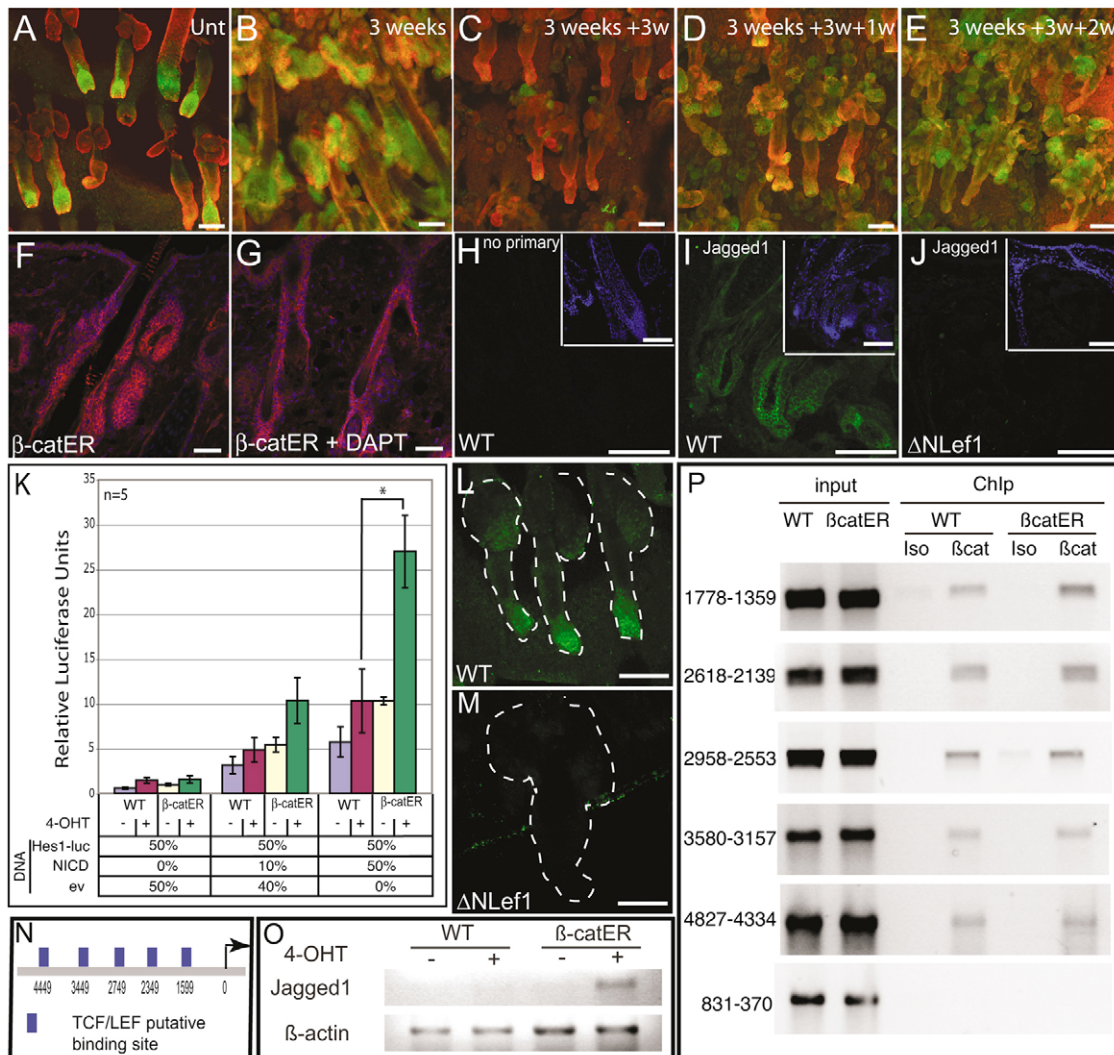 A Unt
B 3 weeks
C 3 weeks +3w
D 3 weeks +3w+1w
E 3 weeks +3w+2w
F β-catER
G β-catER + DAPT
H no primary WT
I Jagged1 WT
J Jagged1 ΔNLef1
K
n=5
*
Relative Luciferase Units
35
30
25
20
15
10
5
0
WT β-catER WT β-catER WT β-catER
4-OHT - + - + - + - + - + - +
DNA
Hes1-luc 50% 50% 50%
NICD 0% 10% 50%
ev 50% 40% 0%
L WT
M ΔNLef1
N
4449 3449 2749 2349 1599 0
TCF/LEF putative
binding site
O WT ß-catER
4-OHT - + - +
Jagged1
ß-actin
P input ChIp
WT ßcatER WT ßcatER
Iso ßcat Iso ßcat
1778-1359
2618-2139
2958-2553
3580-3157
4827-4334
831-370